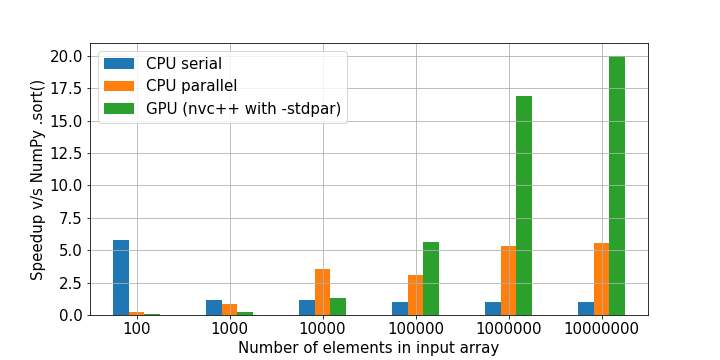 20.0
17.5
15.0
12.5
10.0
7.5
5.0
2.5
0.0
Speedup v/s NumPy .sort()
CPU serial
CPU parallel
GPU (nvc++ with -stdpar)
100 1000 10000 100000 1000000 10000000
Number of elements in input array